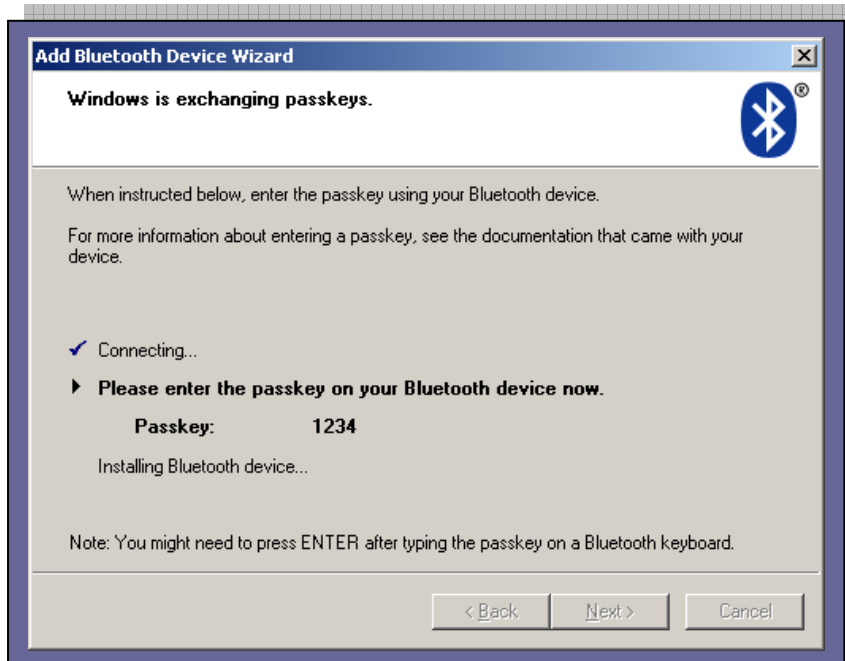 Add Bluetooth Device Wizard
Windows is exchanging passkeys.
®
When instructed below, enter the passkey using your Bluetooth device.
For more information about entering a passkey, see the documentation that came with your
device.
Connecting...
Please enter the passkey on your Bluetooth device now.
Passkey: 1234
Installing Bluetooth device...
Note: You might need to press ENTER after typing the passkey on a Bluetooth keyboard.
< Back Next > Cancel